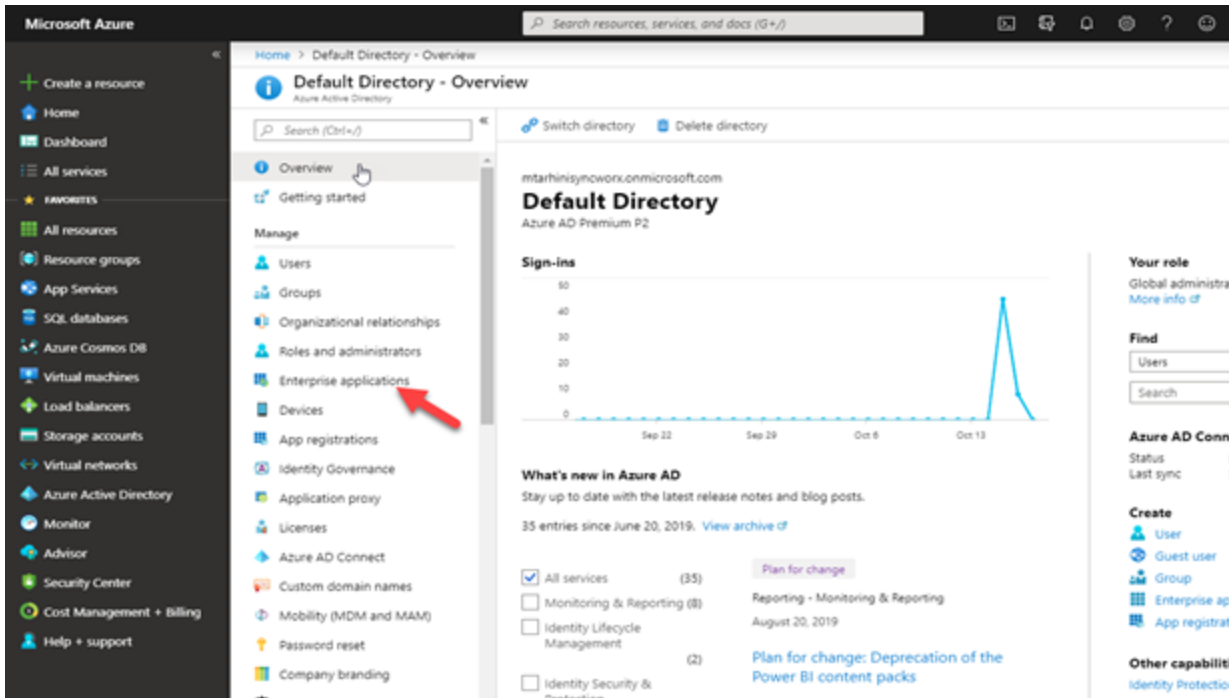 Microsoft Azure
Search resources, services, and docs (G+/)
Create a resource
Home
Dashboard
All services
FAVORITES
All resources
Resource groups
App Services
SQL databases
Azure Cosmos DB
Virtual machines
Load balancers
Storage accounts
Virtual networks
Azure Active Directory
Monitor
Advisor
Security Center
Cost Management + Billing
Help + support
Home > Default Directory - Overview
Default Directory - Overview
Azure Active Directory
Search (Ctrl+/)
Overview
Getting started
Manage
Users
Groups
Organizational relationships
Roles and administrators
Enterprise applications
Devices
App registrations
Identity Governance
Application proxy
Licenses
Azure AD Connect
Custom domain names
Mobility (MDM and MAM)
Password reset
Company branding
Switch directory
Delete directory
mtarhinisyncworx.onmicrosoft.com
Default Directory
Azure AD Premium P2
Sign-ins
50
40
30
20
10
0
Sep 22 Sep 29 Oct 6 Oct 13
What's new in Azure AD
Stay up to date with the latest release notes and blog posts.
35 entries since June 20, 2019. View archive
All services (35)
Monitoring & Reporting (8)
Identity Lifecycle
Management
(2)
Identity Security &
Plan for change
Reporting - Monitoring & Reporting
August 20, 2019
Plan for change: Deprecation of the
Power BI content packs
Your role
Global administra
More info
Find
Users
Search
Azure AD Conn
Status
Last sync
Create
User
Guest user
Group
Enterprise ap
App registrat
Other capabiliti
Identity Protectio